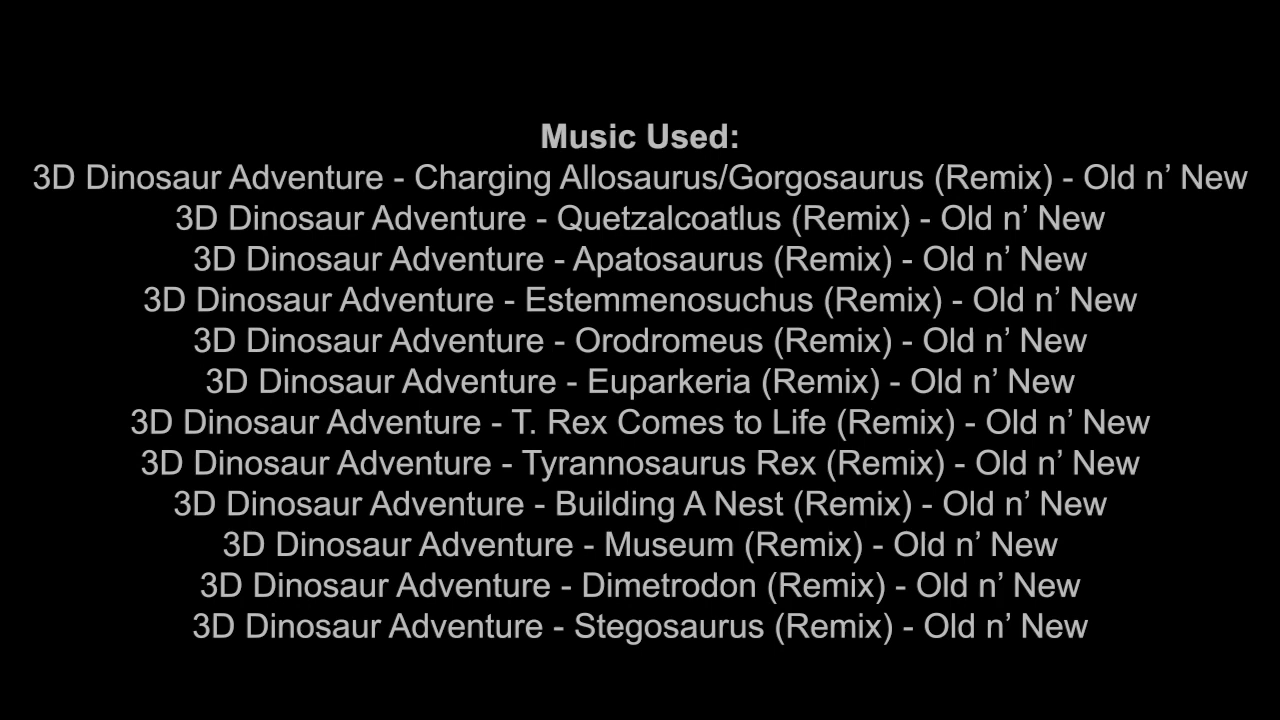 Music Used:
3D Dinosaur Adventure - Charging Allosaurus/Gorgosaurus (Remix) - Old n’ New
3D Dinosaur Adventure - Quetzalcoatlus (Remix) - Old n’ New
3D Dinosaur Adventure - Apatosaurus (Remix) - Old n’ New
3D Dinosaur Adventure - Estemmenosuchus (Remix) - Old n’ New
3D Dinosaur Adventure - Orodromeus (Remix) - Old n’ New
3D Dinosaur Adventure - Euparkeria (Remix) - Old n’ New
3D Dinosaur Adventure - T. Rex Comes to Life (Remix) - Old n’ New
3D Dinosaur Adventure - Tyrannosaurus Rex (Remix) - Old n’ New
3D Dinosaur Adventure - Building A Nest (Remix) - Old n’ New
3D Dinosaur Adventure - Museum (Remix) - Old n’ New
3D Dinosaur Adventure - Dimetrodon (Remix) - Old n’ New
3D Dinosaur Adventure - Stegosaurus (Remix) - Old n’ New